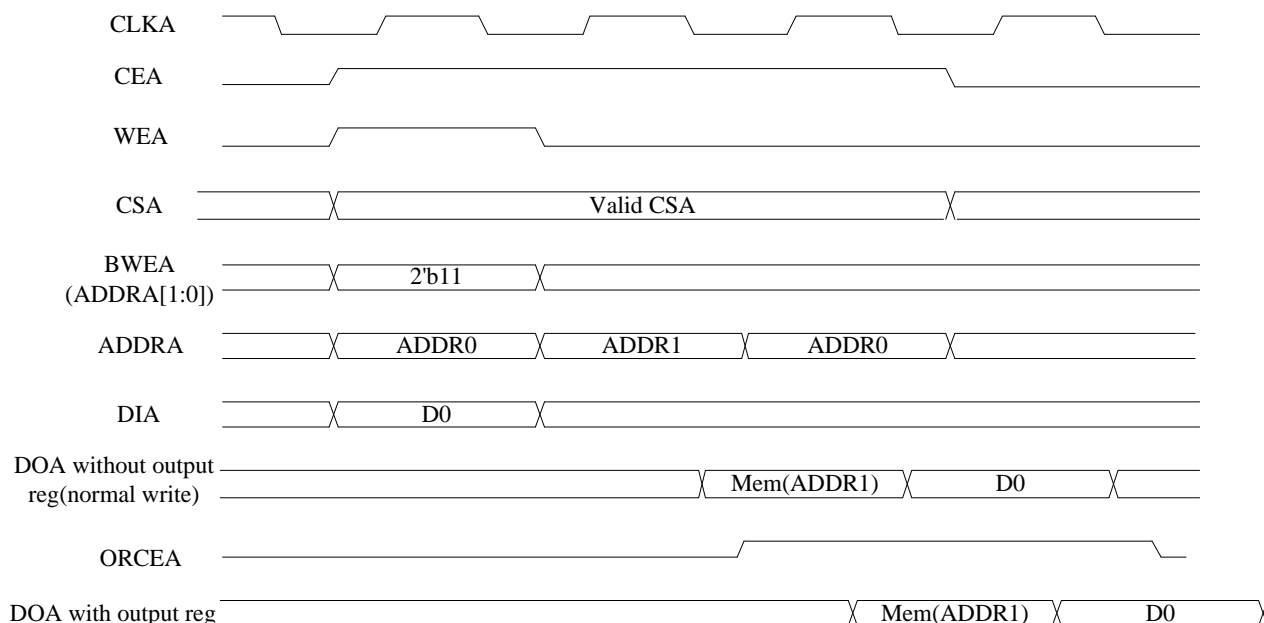 CLKA
CEA
WEA
CSA
Valid CSA
BWEA
(ADDRA[1:0])
2'b11
ADDRA
ADDR0
ADDR1
ADDR0
DIA
D0
DOA without output
reg(normal write)
Mem(ADDR1)
D0
ORCEA
DOA with output reg
Mem(ADDR1)
D0